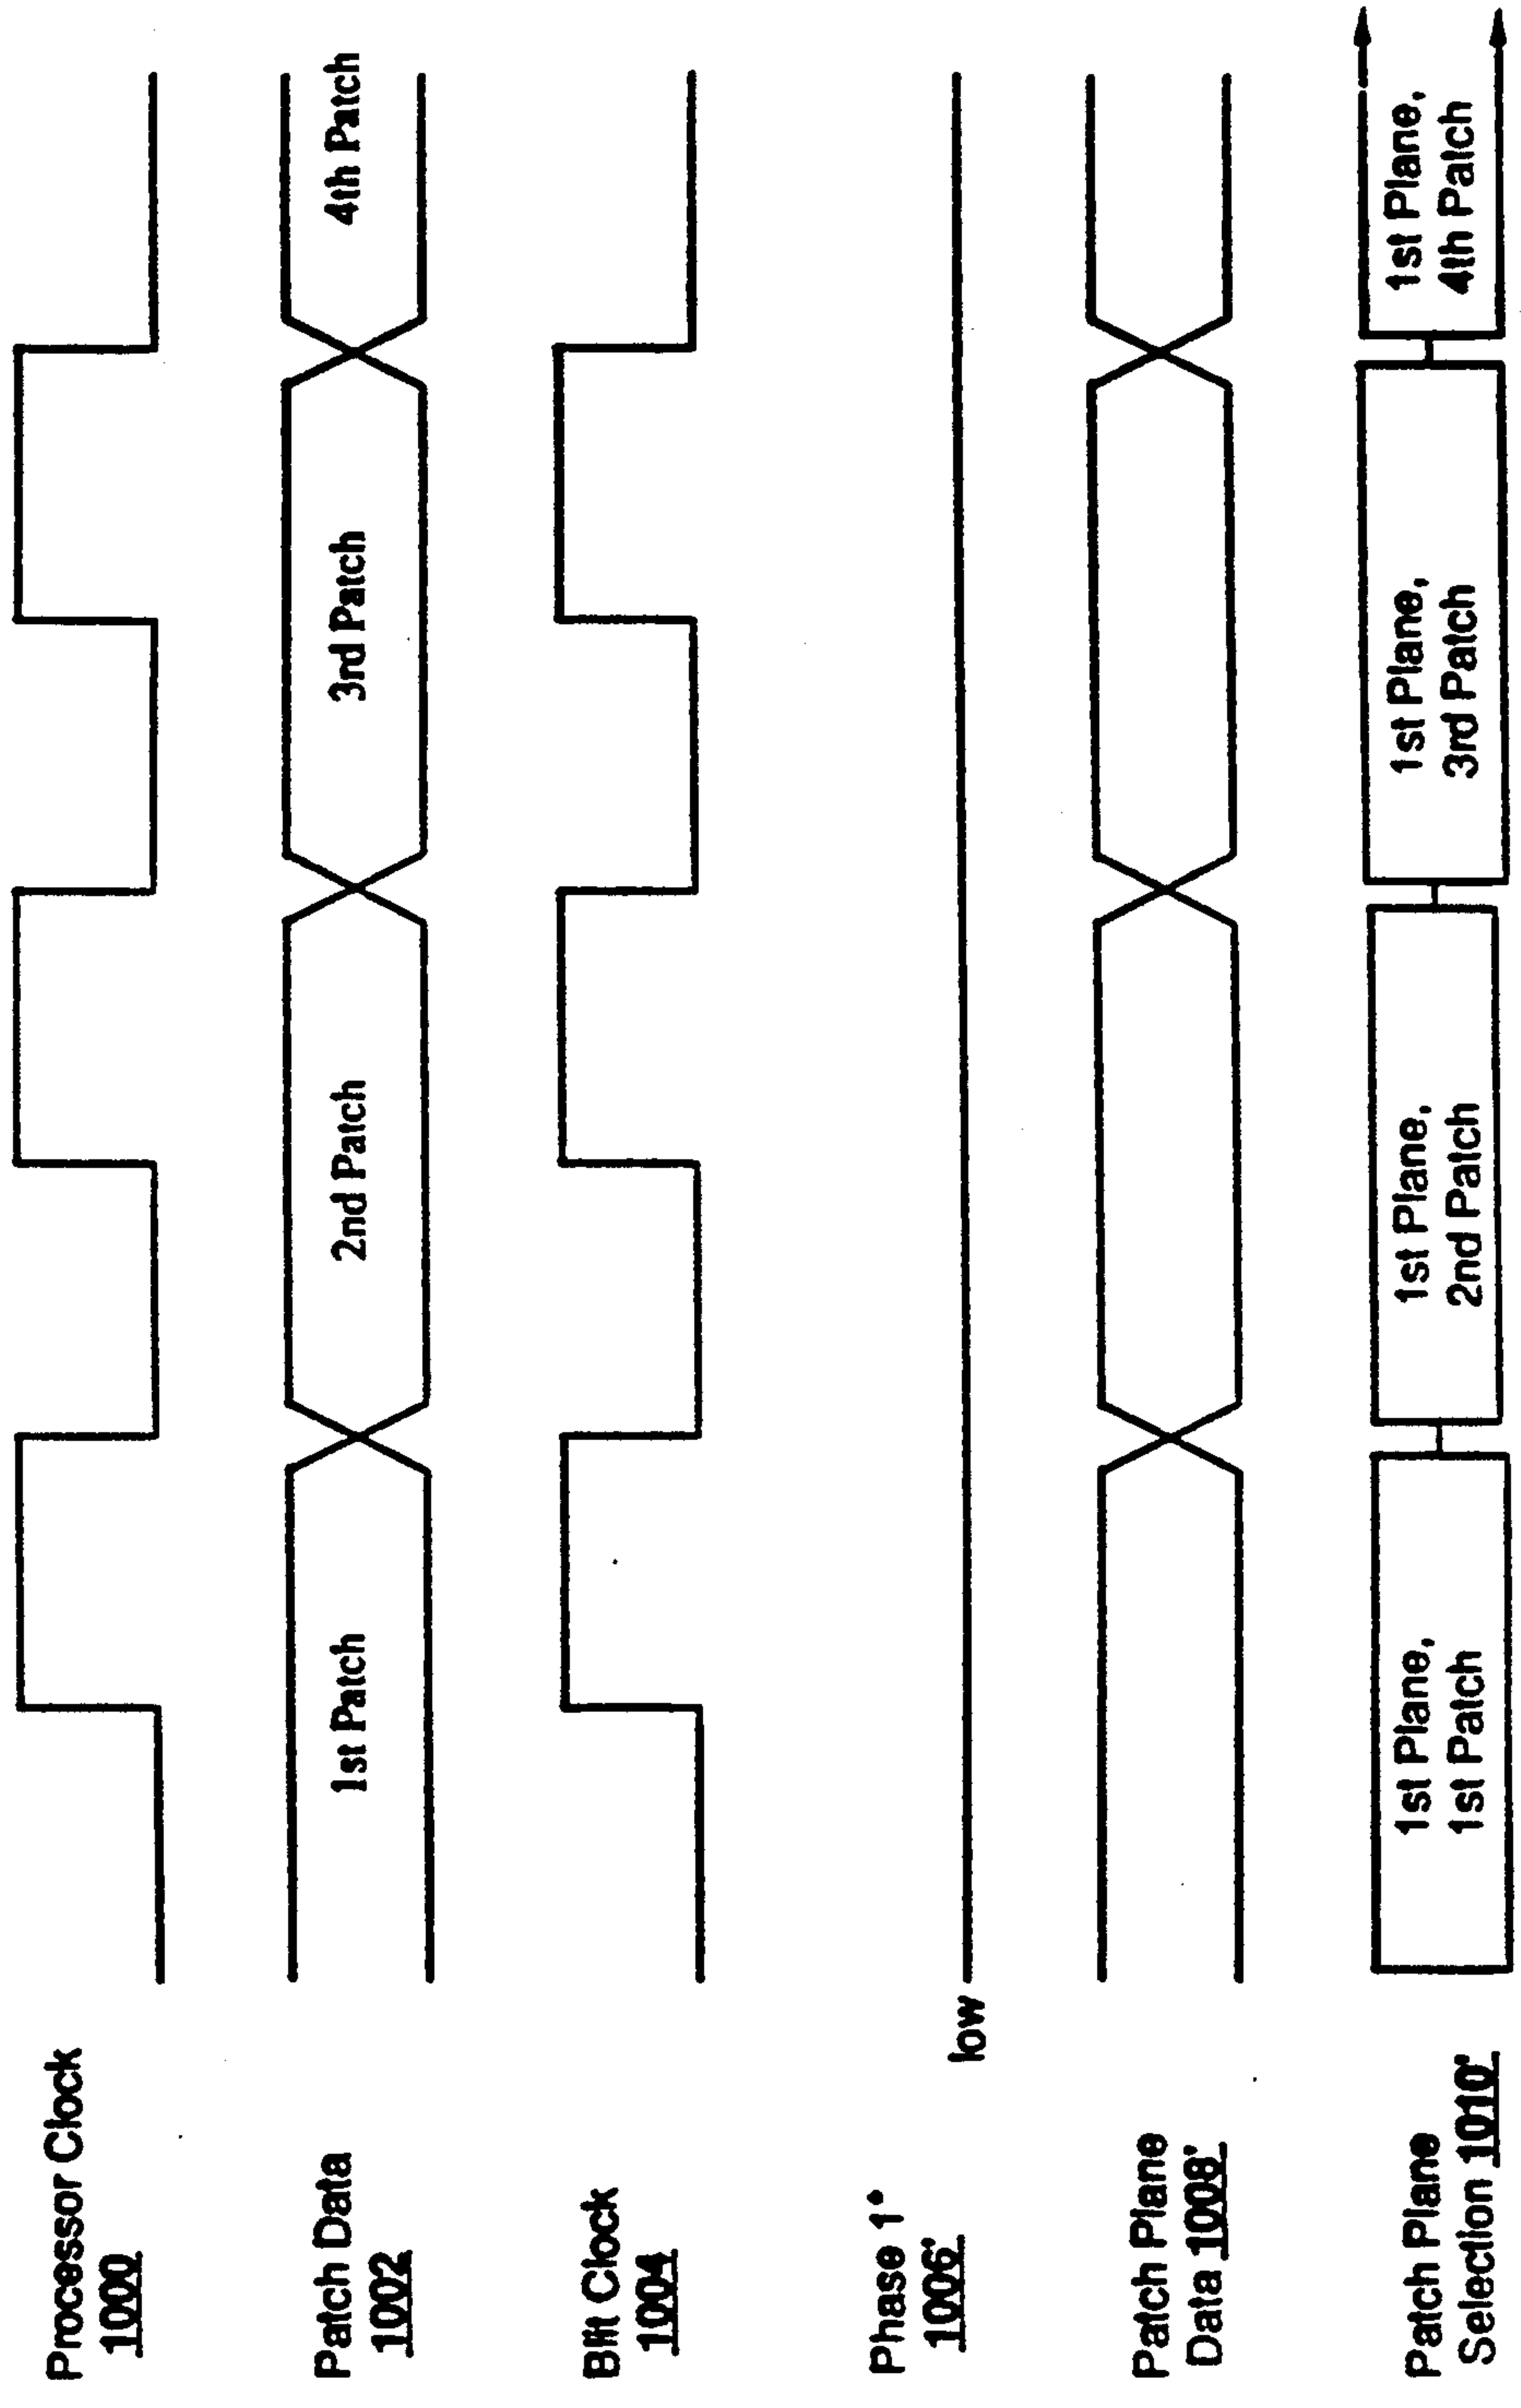 Processor Clock
1000
Patch Data
1002
1st Patch
2nd Patch
3rd Patch
4th Patch
Blit Clock
1004
Phase 1*
1006'
low
Patch Plane
Data 1008'
Patch Plane
Selection 1010'
1st Plane,
1st Patch
1st Plane,
2nd Patch
1st Plane,
3rd Patch
1st Plane,
4th Patch